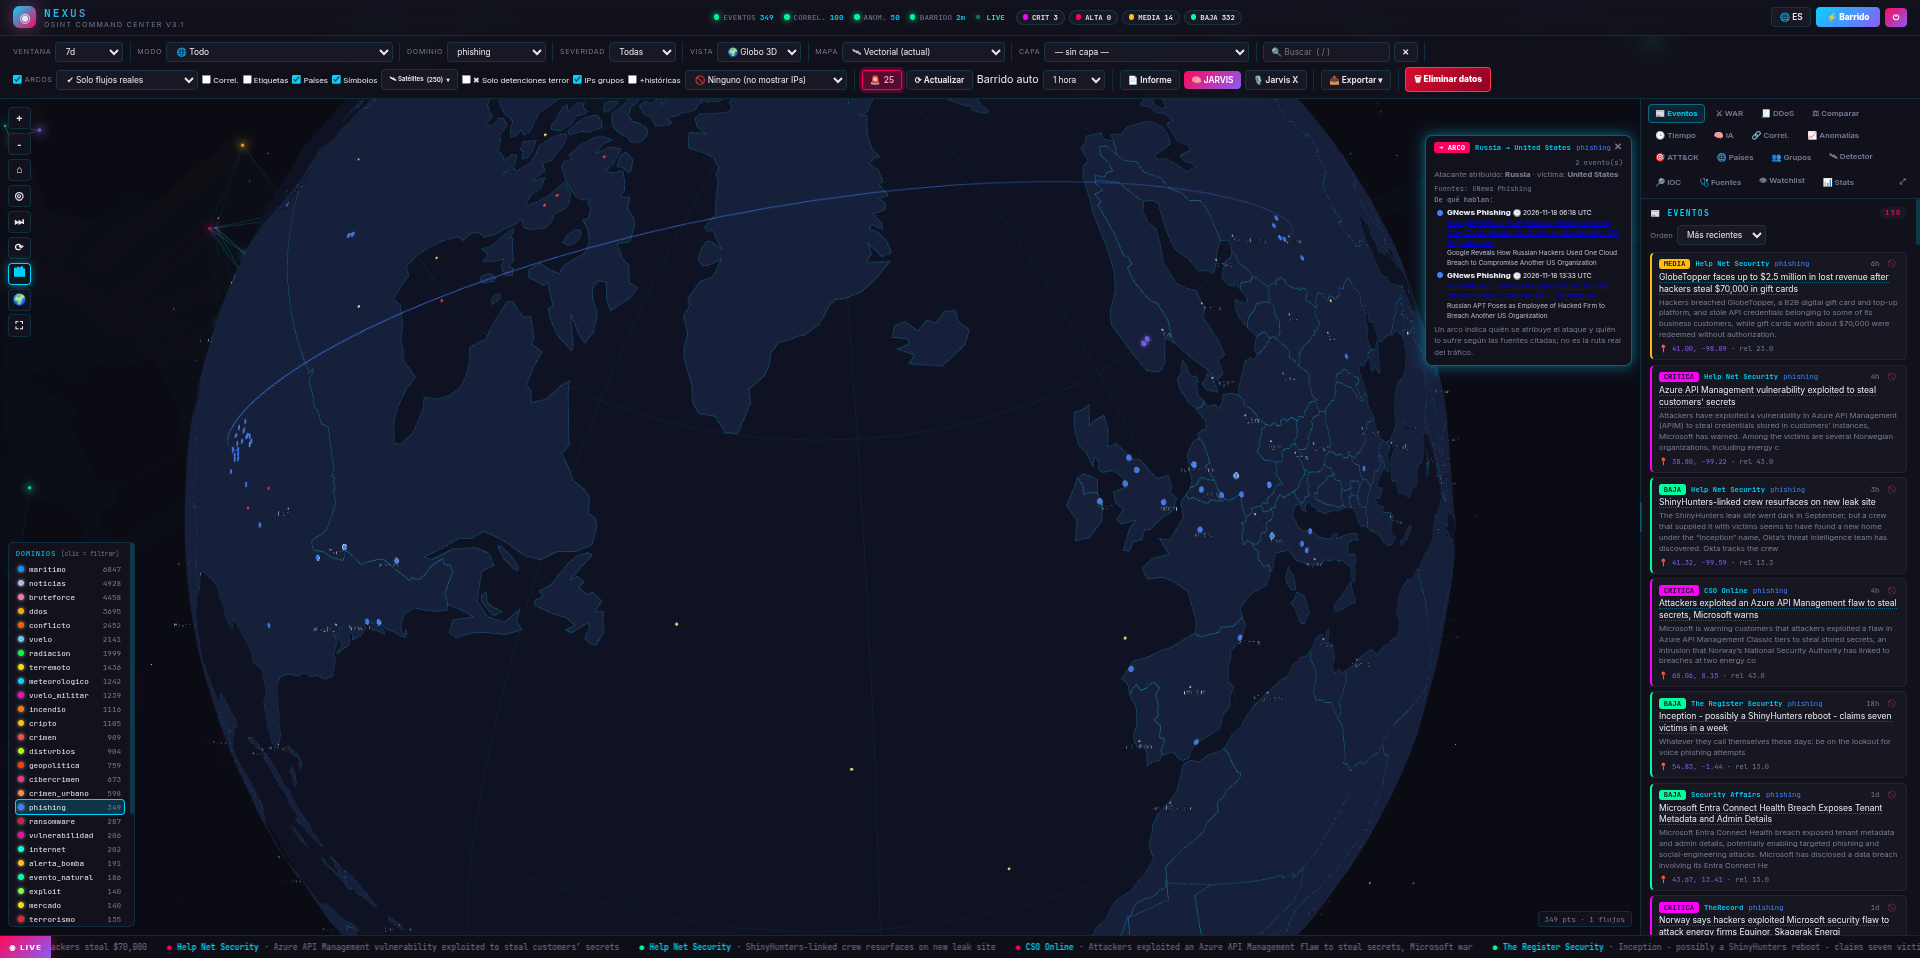 NEXUS
OSINT COMMAND CENTER V3.1
EVENTOS 349 CORREL. 100 ANOM. 50 BARRIDO 2m LIVE CRIT 3 ALTA 0 MEDIA 14 BAJA 332
ES Barrido
VENTANA 7d MODO Todo DOMINIO phishing SEVERIDAD Todas VISTA Globo 3D MAPA Vectorial (actual) CAPA — sin capa — Buscar ( / ) ✕
ARCOS ✔ Solo flujos reales Correl. Etiquetas Países Símbolos Satélites (250) ▾ ✖ Solo detenciones terror IPs grupos +históricas Ninguno (no mostrar IPs) 25 ⟳ Actualizar Barrido auto 1 hora Informe JARVIS Jarvis X Exportar ▾ Eliminar datos
+
-
DOMINIOS (clic = filtrar)
maritimo 6847
noticias 4928
bruteforce 4458
ddos 3695
conflicto 2452
vuelo 2141
radiacion 1999
terremoto 1436
meteorologico 1242
vuelo_militar 1239
incendio 1116
cripto 1105
crimen 909
disturbios 904
geopolitica 759
cibercrimen 673
crimen_urbano 598
phishing 349
ransomware 287
vulnerabilidad 206
internet 202
alerta_bomba 191
evento_natural 186
exploit 140
mercado 140
terrorismo 135
→ ARCO Russia → United States phishing ✕
2 evento(s)
Atacante atribuido: Russia · víctima: United States
Fuentes: GNews Phishing
De qué hablan:
GNews Phishing 2026-11-18 06:18 UTC
Google Reveals How Russian Hackers Used One Cloud
Breach to Compromise Another US Organization
GNews Phishing 2026-11-18 13:33 UTC
Russian APT Poses as Employee of Hacked Firm to
Breach Another US Organization
Un arco indica quién se atribuye el ataque y quién
lo sufre según las fuentes citadas; no es la ruta real
del tráfico.
349 pts · 1 flujos
Eventos WAR DDoS Comparar
Tiempo IA Correl. Anomalías
ATT&CK Países Grupos Detector
IOC Fuentes Watchlist Stats
EVENTOS 150
Orden Más recientes
MEDIA Help Net Security phishing 6h
GlobeTopper faces up to $2.5 million in lost revenue after
hackers steal $70,000 in gift cards
Hackers breached GlobeTopper, a B2B digital gift card and top-up
platform, and stole API credentials belonging to some of its
business customers, while gift cards worth about $70,000 were
redeemed without authorization.
41.00, -98.09 · rel 23.0
CRITICA Help Net Security phishing 4h
Azure API Management vulnerability exploited to steal
customers' secrets
Attackers have exploited a vulnerability in Azure API Management
(APIM) to steal credentials stored in customers' instances,
Microsoft has warned. Among the victims are several Norwegian
organizations, including energy c
38.80, -99.22 · rel 43.0
BAJA Help Net Security phishing 3h
ShinyHunters-linked crew resurfaces on new leak site
The ShinyHunters leak site went dark in September, but a crew
that supplied it with victims seems to have found a new home
under the "Inception" name, Okta's threat intelligence team has
discovered. Okta tracks the crew
41.32, -99.59 · rel 13.3
CRITICA CSO Online phishing 4h
Attackers exploited an Azure API Management flaw to steal
secrets, Microsoft warns
Microsoft is warning customers that attackers exploited a flaw in
Azure API Management Classic tiers to steal stored secrets, an
intrusion that Norway's National Security Authority has linked to
breaches at two energy co
60.06, 8.15 · rel 43.0
BAJA The Register Security phishing 18h
Inception - possibly a ShinyHunters reboot - claims seven
victims in a week
Whatever they call themselves these days: be on the lookout for
voice phishing attempts
54.83, -1.44 · rel 13.0
BAJA Security Affairs phishing 1d
Microsoft Entra Connect Health Breach Exposes Tenant
Metadata and Admin Details
Microsoft Entra Connect Health breach exposed tenant metadata
and admin details, potentially enabling targeted phishing and
social-engineering attacks. Microsoft has disclosed a data breach
involving its Entra Connect He
43.67, 13.41 · rel 13.0
CRITICA TheRecord phishing 1d
Norway says hackers exploited Microsoft security flaw to
attack energy firms Equinor, Skagerak Energi
LIVE ackers steal $70,000 Help Net Security · Azure API Management vulnerability exploited to steal customers' secrets Help Net Security · ShinyHunters-linked crew resurfaces on new leak site CSO Online · Attackers exploited an Azure API Management flaw to steal secrets, Microsoft war The Register Security · Inception - possibly a ShinyHunters reboot - claims seven victi